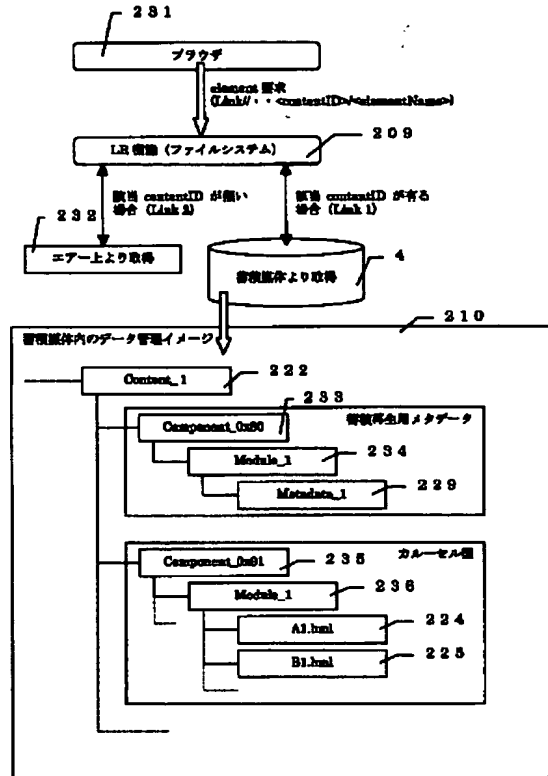 231
ブラウザ
element 要求
(Link//・・<contentID>/<elementName>)
209
LR 機能 (ファイルシステム)
該当 contentID が無い
場合 (Link 2)
該当 contentID が有る
場合 (Link 1)
232
エアー上より取得
4
蓄積媒体より取得
210
蓄積媒体内のデータ管理イメージ
222
Content_1
233
蓄積再生用メタデータ
Component_0x80
234
Module_1
229
Metadata_1
カルーセル
235
Component_0x81
236
Module_1
224
A1.bml
225
B1.bml